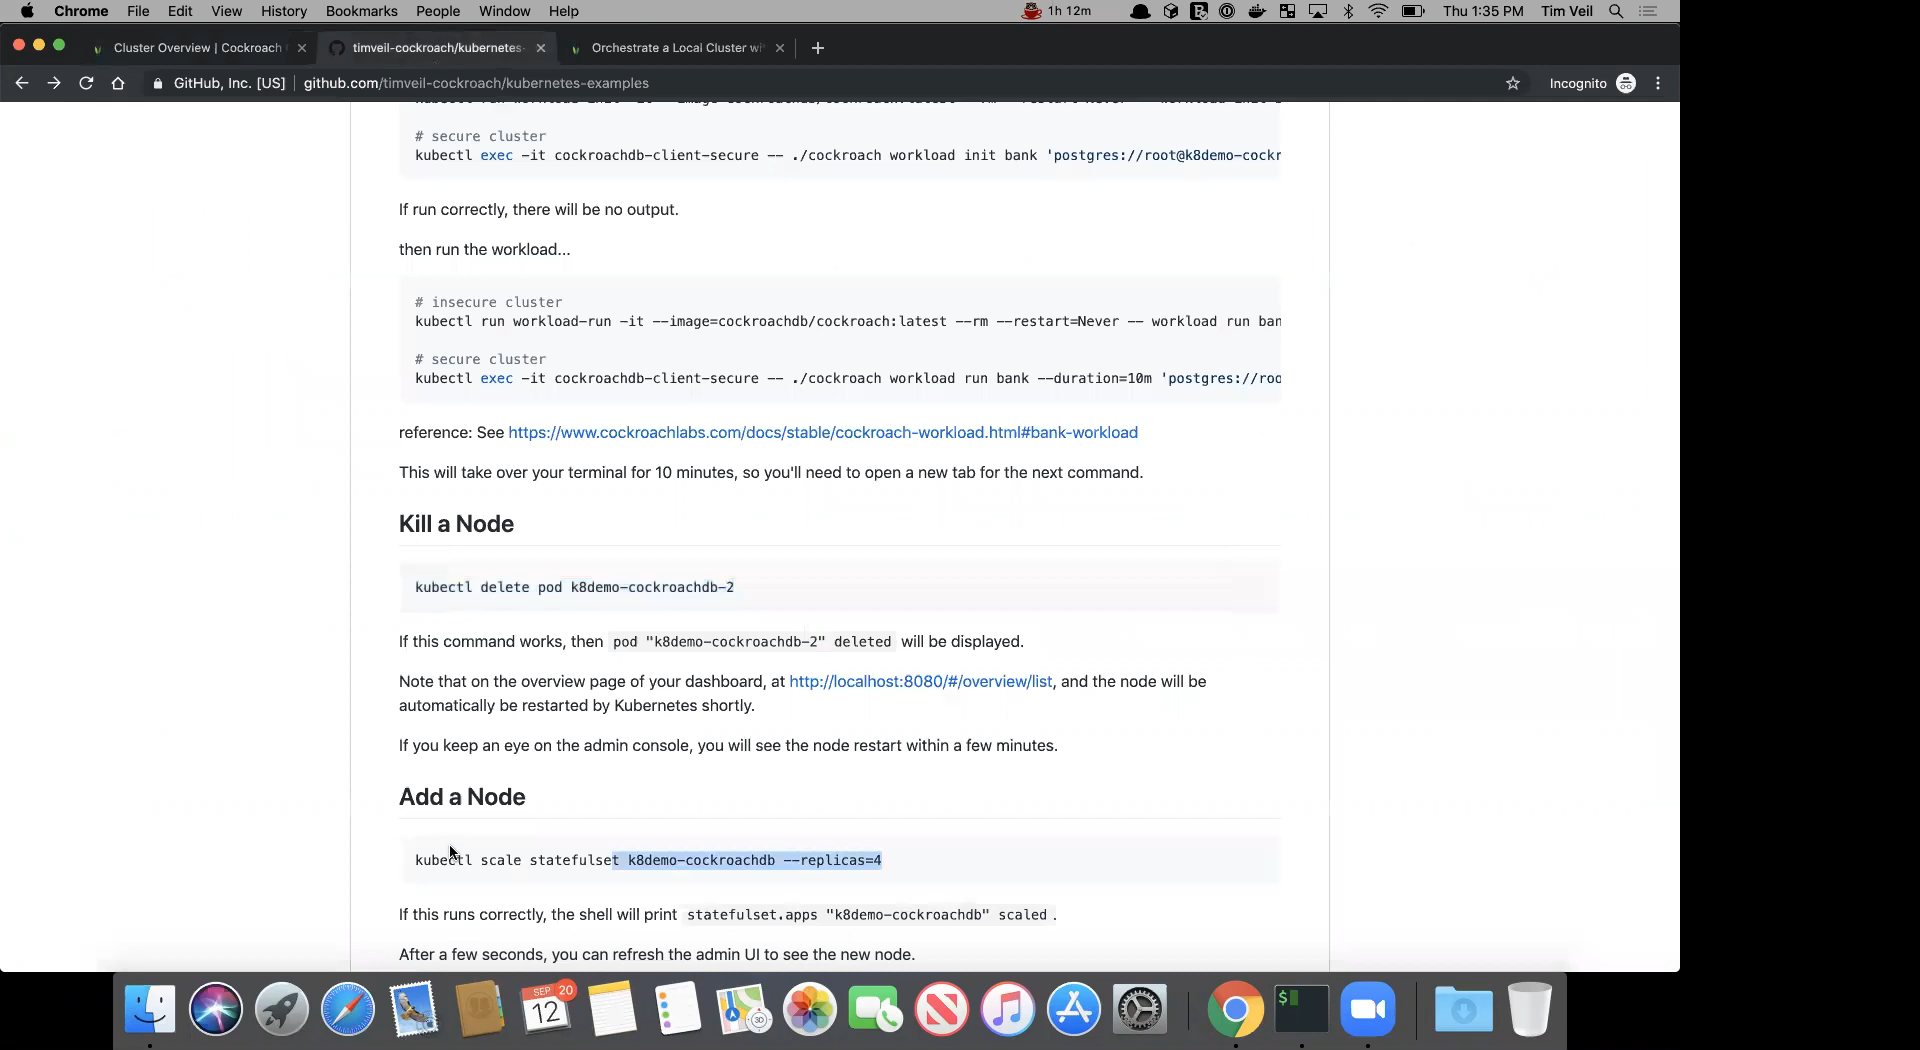 Chrome File Edit View History Bookmarks People Window Help 1h 12m Thu 1:35 PM Tim Veil
Cluster Overview | Cockroach
timveil-cockroach/kubernetes-
Orchestrate a Local Cluster wi
GitHub, Inc. [US] github.com/timveil-cockroach/kubernetes-examples Incognito
# secure cluster
kubectl exec -it cockroachdb-client-secure -- ./cockroach workload init bank 'postgres://root@k8demo-cockr
If run correctly, there will be no output.
then run the workload...
# insecure cluster
kubectl run workload-run -it --image=cockroachdb/cockroach:latest --rm --restart=Never -- workload run ban
# secure cluster
kubectl exec -it cockroachdb-client-secure -- ./cockroach workload run bank --duration=10m 'postgres://roo
reference: See https://www.cockroachlabs.com/docs/stable/cockroach-workload.html#bank-workload
This will take over your terminal for 10 minutes, so you'll need to open a new tab for the next command.
Kill a Node
kubectl delete pod k8demo-cockroachdb-2
If this command works, then pod "k8demo-cockroachdb-2" deleted will be displayed.
Note that on the overview page of your dashboard, at http://localhost:8080/#/overview/list, and the node will be
automatically be restarted by Kubernetes shortly.
If you keep an eye on the admin console, you will see the node restart within a few minutes.
Add a Node
kubectl scale statefulset k8demo-cockroachdb --replicas=4
If this runs correctly, the shell will print statefulset.apps "k8demo-cockroachdb" scaled .
After a few seconds, you can refresh the admin UI to see the new node.
SEP 20
12
30
$